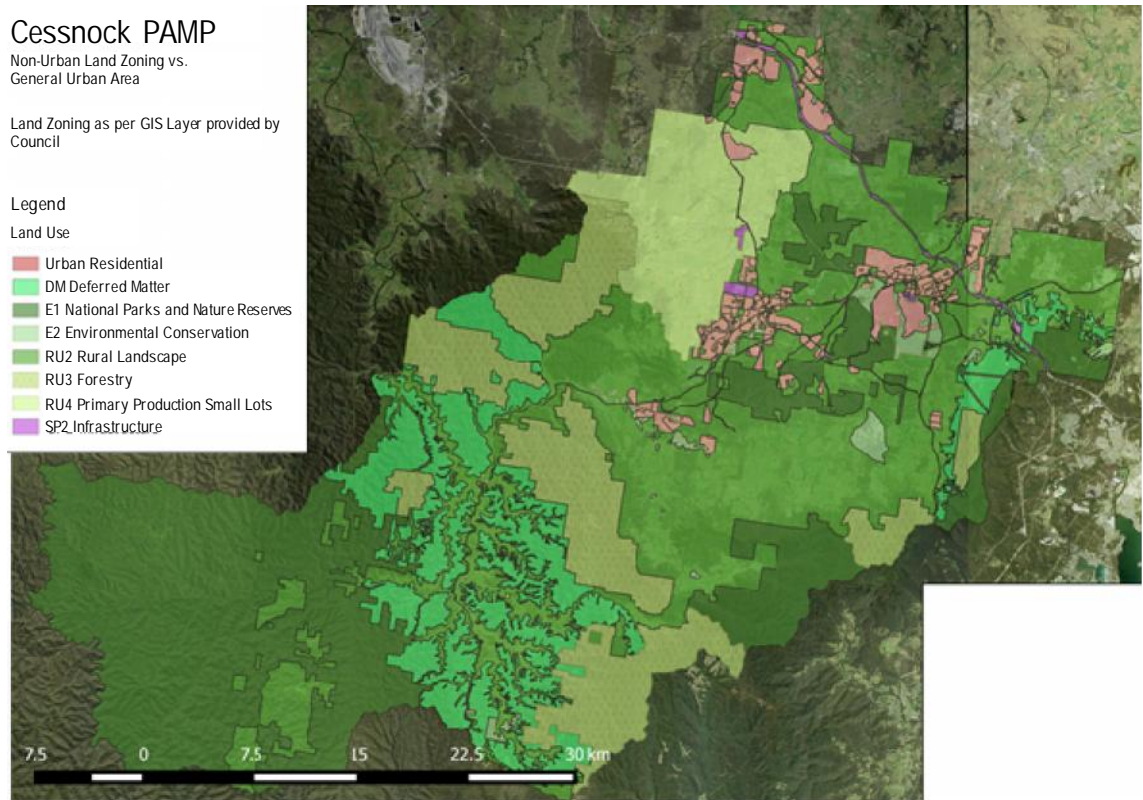 Cessnock PAMP
Non-Urban Land Zoning vs.
General Urban Area
Land Zoning as per GIS Layer provided by
Council
Legend
Land Use
Urban Residential
DM Deferred Matter
E1 National Parks and Nature Reserves
E2 Environmental Conservation
RU2 Rural Landscape
RU3 Forestry
RU4 Primary Production Small Lots
SP2 Infrastructure
7.5 0 7.5 15 22.5 30 km